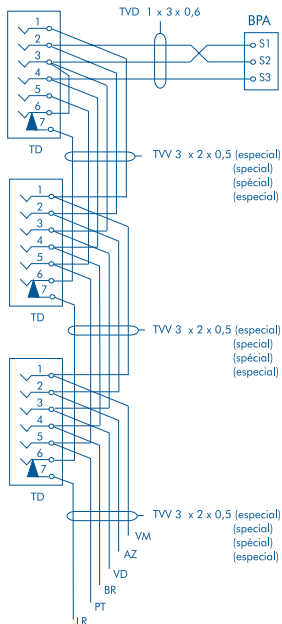 TVD 1 x 3 x 0,6
BPA
1
2
3
4
5
6
7
S1
S2
S3
TD
TVV 3 x 2 x 0,5 (especial)
(special)
(spécial)
(especial)
1
2
3
4
5
6
7
TD
TVV 3 x 2 x 0,5 (especial)
(special)
(spécial)
(especial)
1
2
3
4
5
6
7
TD
TVV 3 x 2 x 0,5 (especial)
(special)
(spécial)
(especial)
VM
AZ
VD
BR
PT
LR